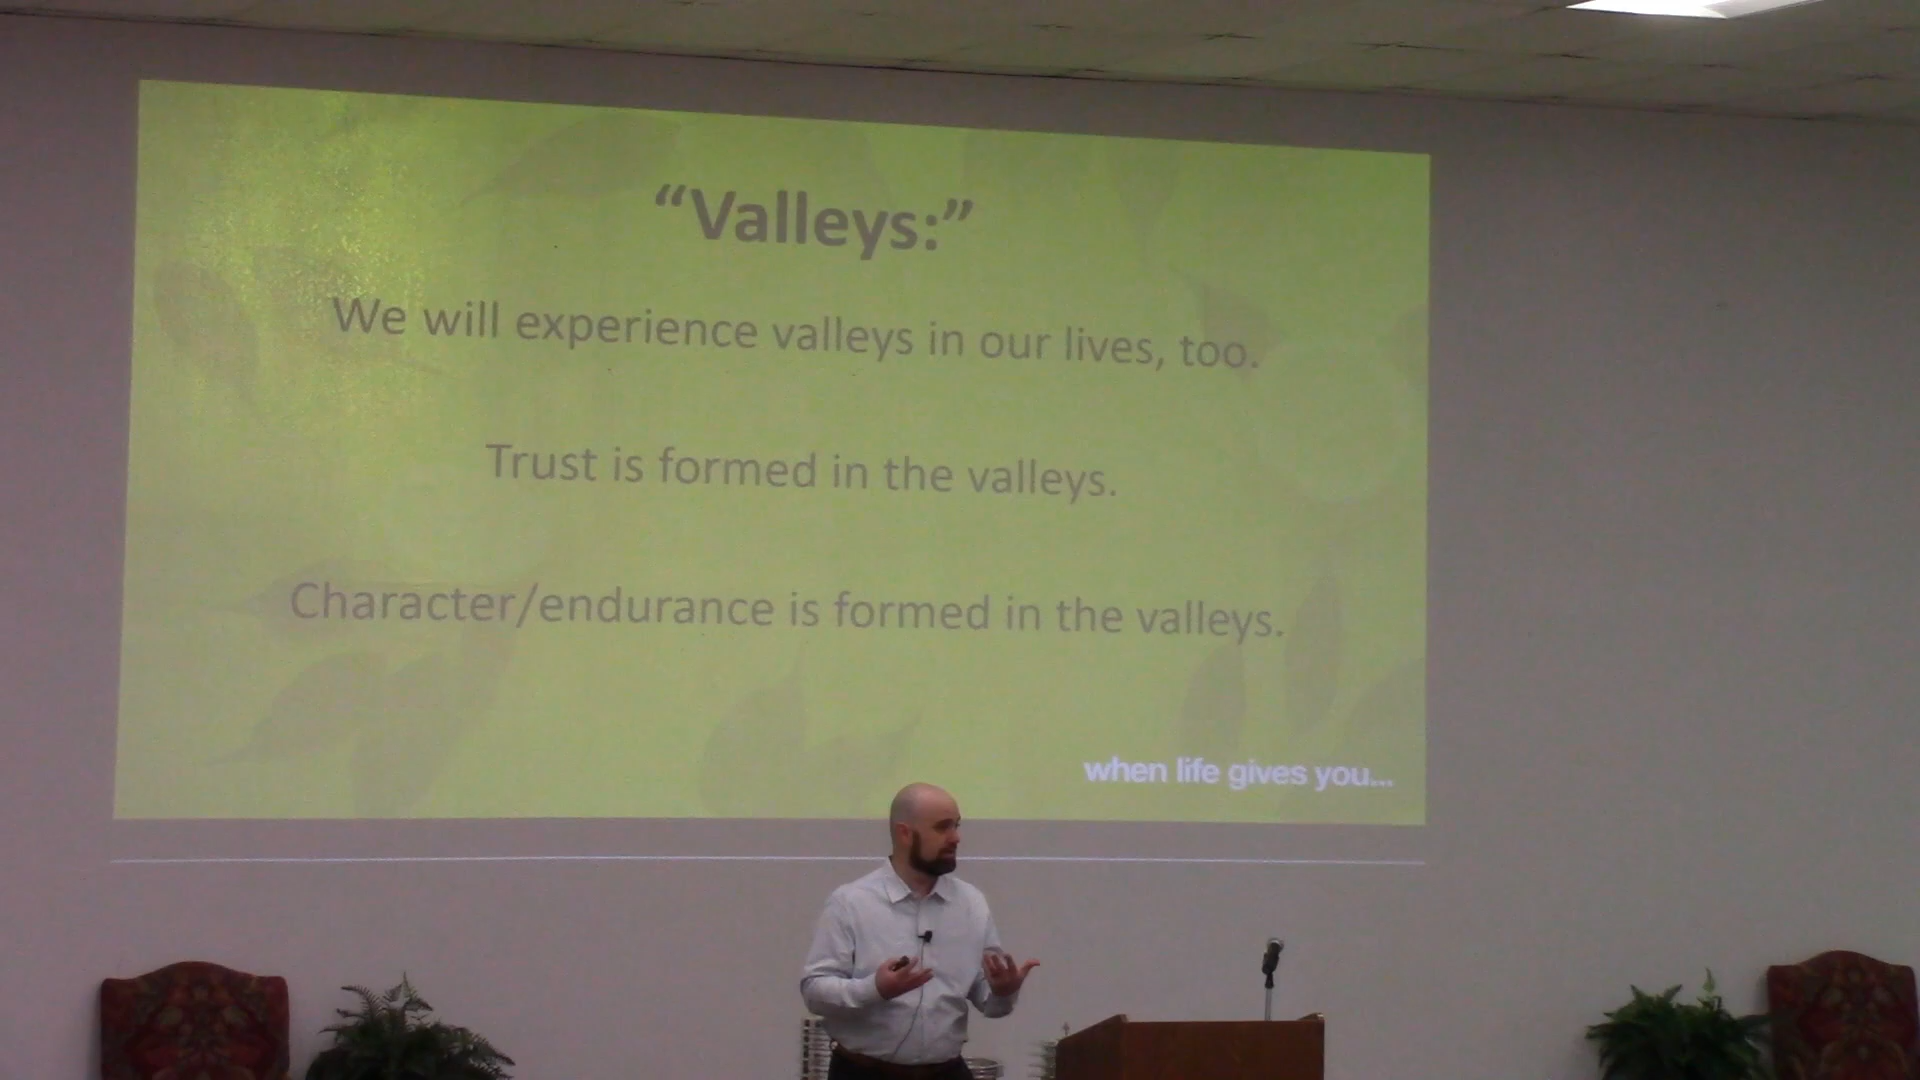 “Valleys:”
We will experience valleys in our lives, too.
Trust is formed in the valleys.
Character/endurance is formed in the valleys.
when life gives you...